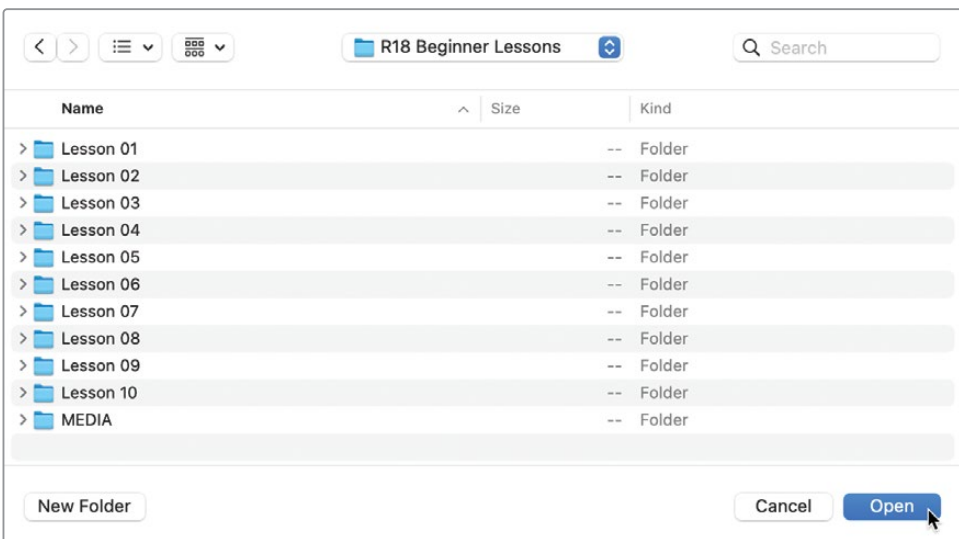 R18 Beginner Lessons Search
Name Size Kind
Lesson 01 -- Folder
Lesson 02 -- Folder
Lesson 03 -- Folder
Lesson 04 -- Folder
Lesson 05 -- Folder
Lesson 06 -- Folder
Lesson 07 -- Folder
Lesson 08 -- Folder
Lesson 09 -- Folder
Lesson 10 -- Folder
MEDIA -- Folder
New Folder Cancel Open